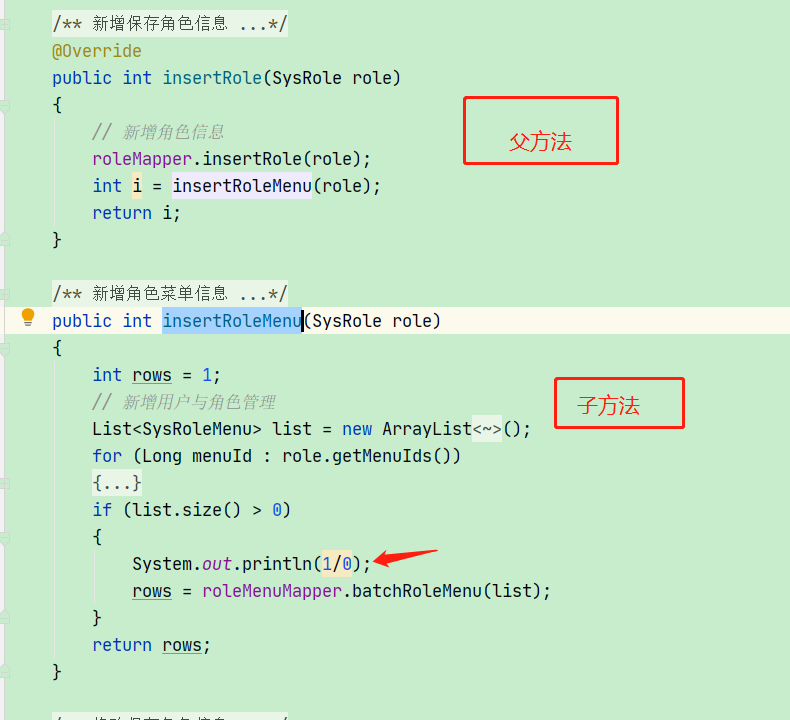 /** 新增保存角色信息 ...*/
@Override
public int insertRole(SysRole role)
{
// 新增角色信息
父方法
roleMapper.insertRole(role);
int i = insertRoleMenu(role);
return i;
}
/** 新增角色菜单信息 ...*/
public int insertRoleMenu(SysRole role)
{
int rows = 1;
// 新增用户与角色管理
子方法
List<SysRoleMenu> list = new ArrayList<~>();
for (Long menuId : role.getMenuIds())
{...}
if (list.size() > 0)
{
System.out.println(1/0);
rows = roleMenuMapper.batchRoleMenu(list);
}
return rows;
}